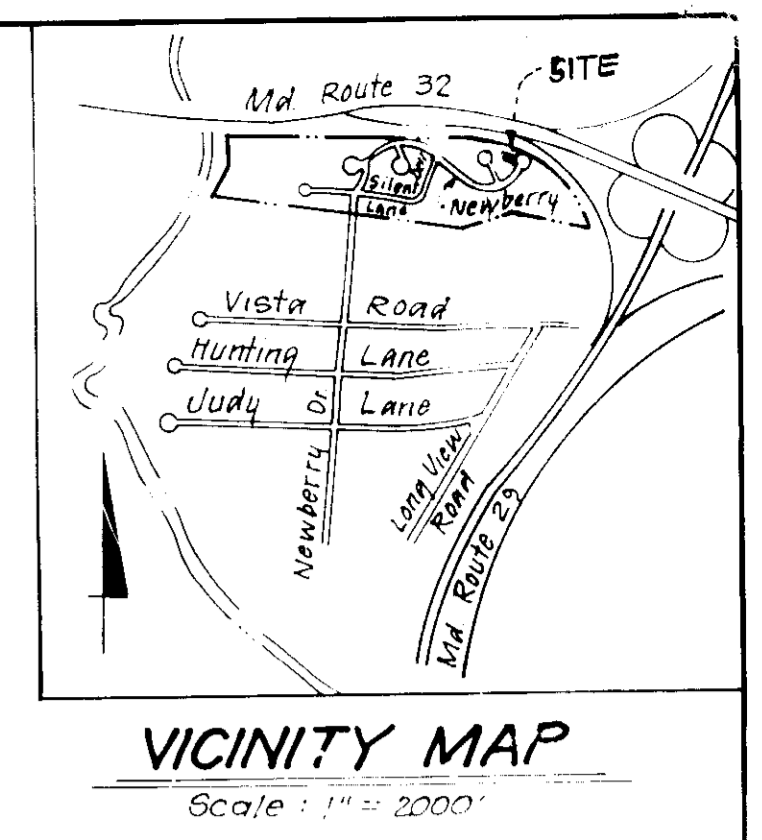 SITE
Md. Route 32
Silent
Lane
Newberry
Vista Road
Hunting Lane
Judy Lane
Newberry Dr.
Long View
Road
Md Route 29
VICINITY MAP
Scale : 1" = 2000'